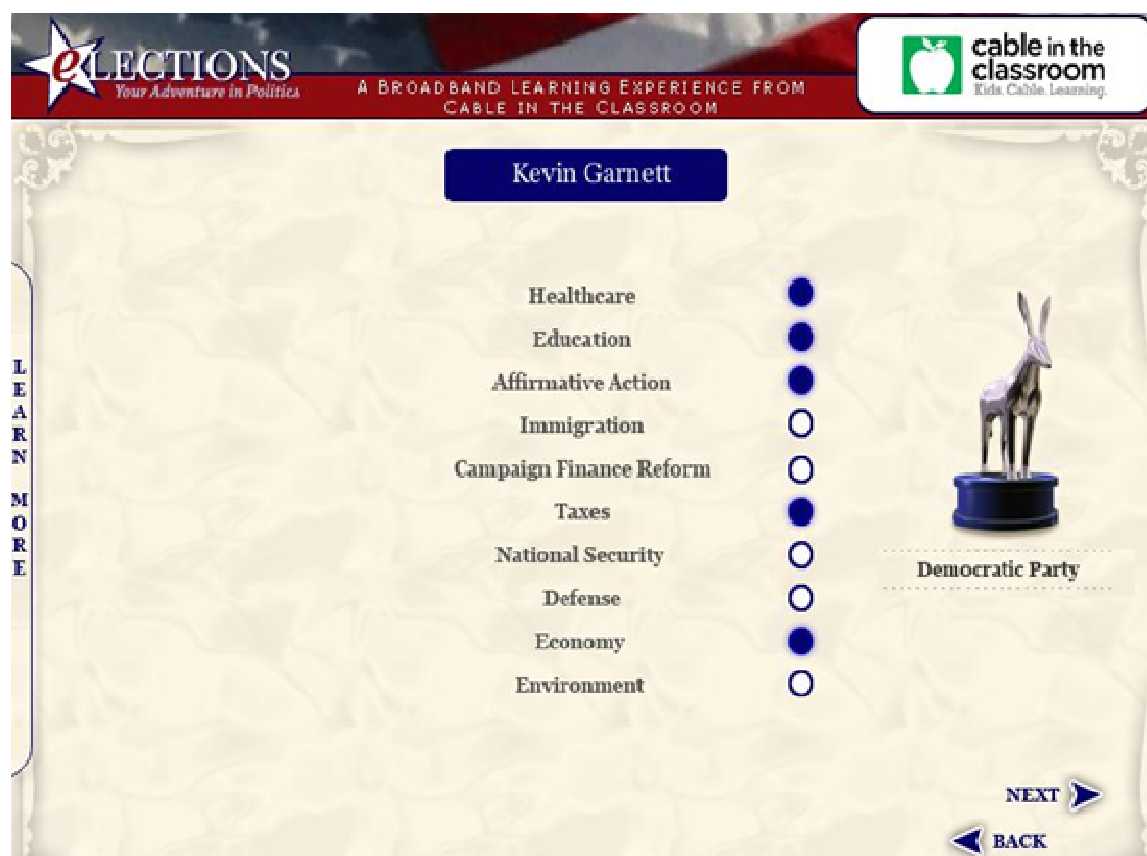 eLECTIONS
Your Adventure in Politics
A BROADBAND LEARNING EXPERIENCE FROM
CABLE IN THE CLASSROOM
cable in the
classroom
Kids. Cable. Learning.
Kevin Garnett
LEARN MORE
Healthcare
Education
Affirmative Action
Immigration
Campaign Finance Reform
Taxes
National Security
Defense
Economy
Environment
Democratic Party
NEXT
BACK